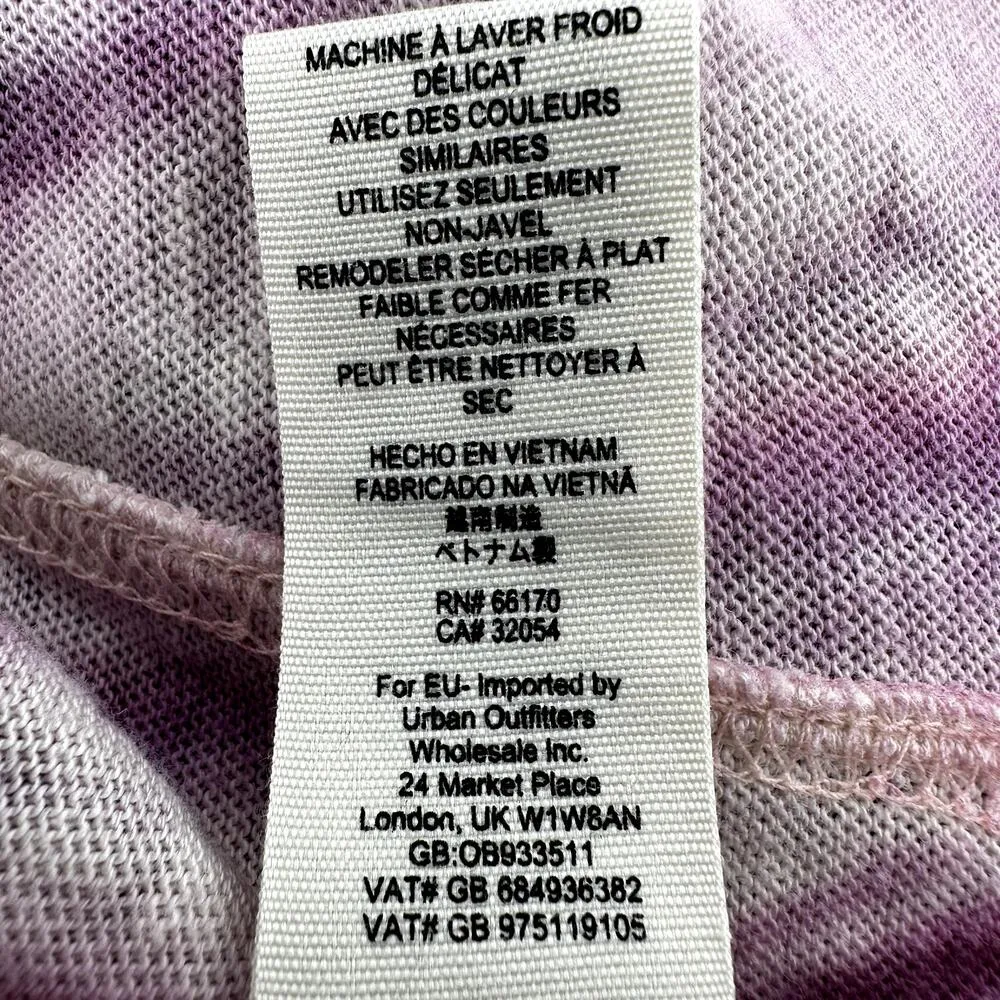 MACHINE À LAVER FROID
DÉLICAT
AVEC DES COULEURS
SIMILAIRES
UTILISEZ SEULEMENT
NON-JAVEL
REMODELER SÉCHER À PLAT
FAIBLE COMME FER
NÉCESSAIRES
PEUT ÊTRE NETTOYER À
SEC
HECHO EN VIETNAM
FABRICADO NA VIETNÃ
越南制造
ベトナム製
RN# 66170
CA# 32054
For EU- Imported by
Urban Outfitters
Wholesale Inc.
24 Market Place
London, UK W1W8AN
GB:OB933511
VAT# GB 684936382
VAT# GB 975119105